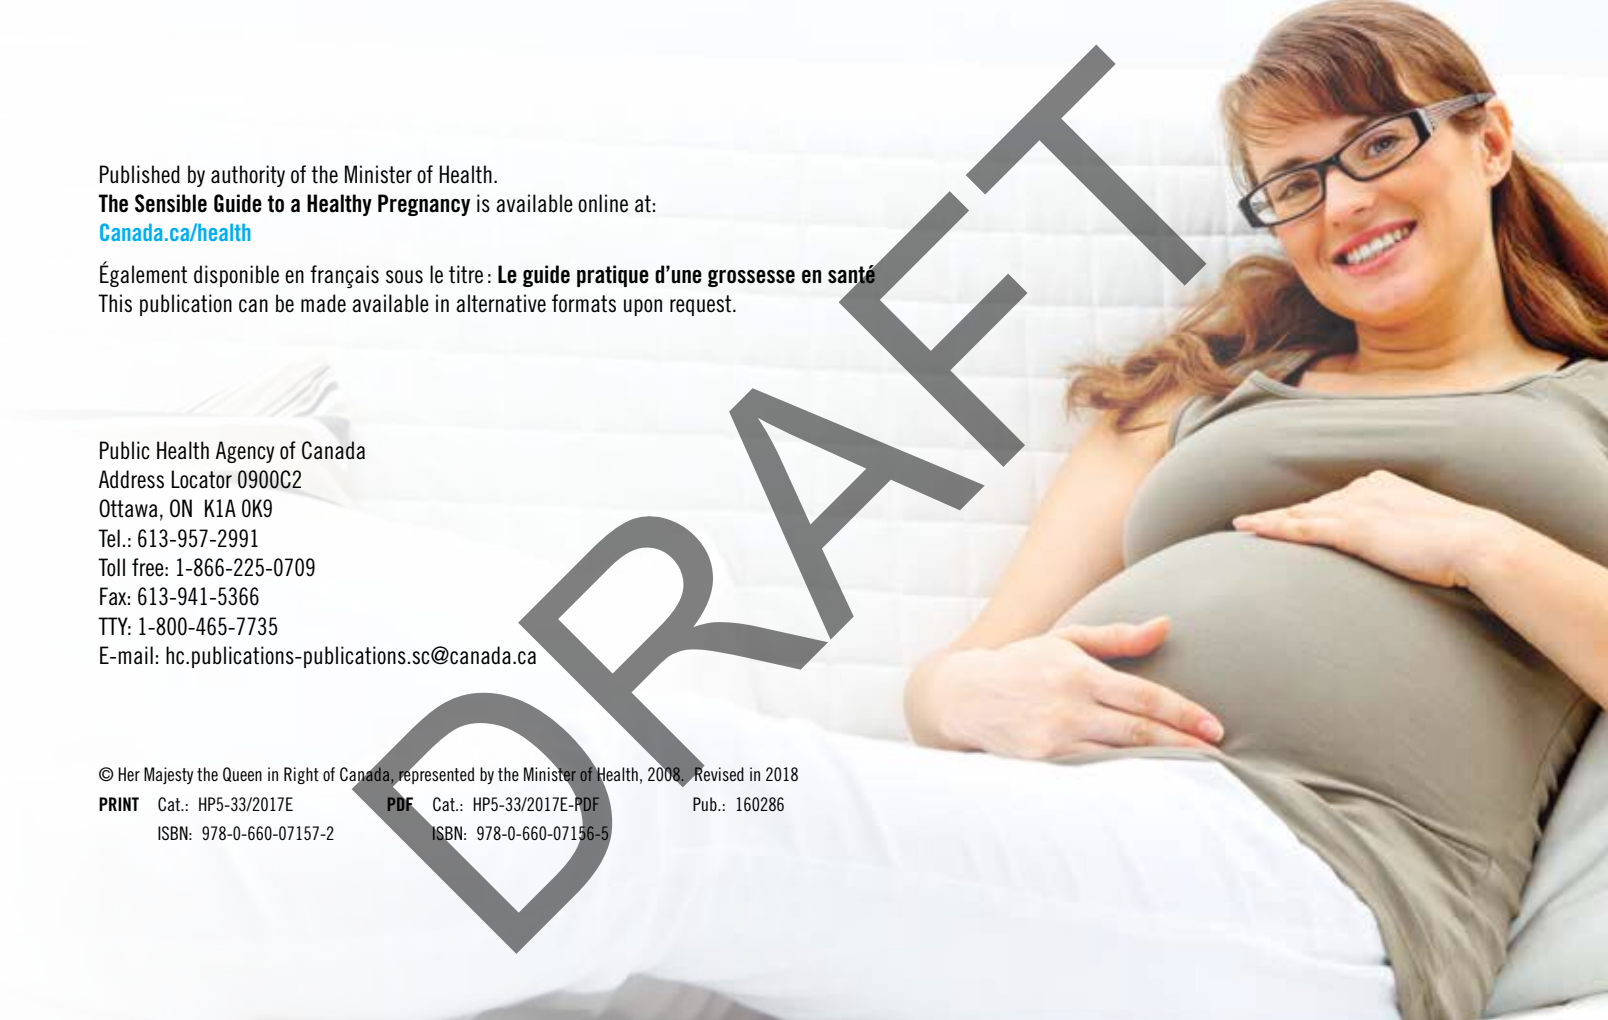 Published by authority of the Minister of Health.
The Sensible Guide to a Healthy Pregnancy is available online at:
Canada.ca/health
Également disponible en français sous le titre : Le guide pratique d’une grossesse en santé
This publication can be made available in alternative formats upon request.
Public Health Agency of Canada
Address Locator 0900C2
Ottawa, ON K1A 0K9
Tel.: 613-957-2991
Toll free: 1-866-225-0709
Fax: 613-941-5366
TTY: 1-800-465-7735
E-mail: hc.publications-publications.sc@canada.ca
© Her Majesty the Queen in Right of Canada, represented by the Minister of Health, 2008. Revised in 2018
PRINT Cat.: HP5-33/2017E PDF Cat.: HP5-33/2017E-PDF Pub.: 160286
ISBN: 978-0-660-07157-2 ISBN: 978-0-660-07156-5
DRAFT